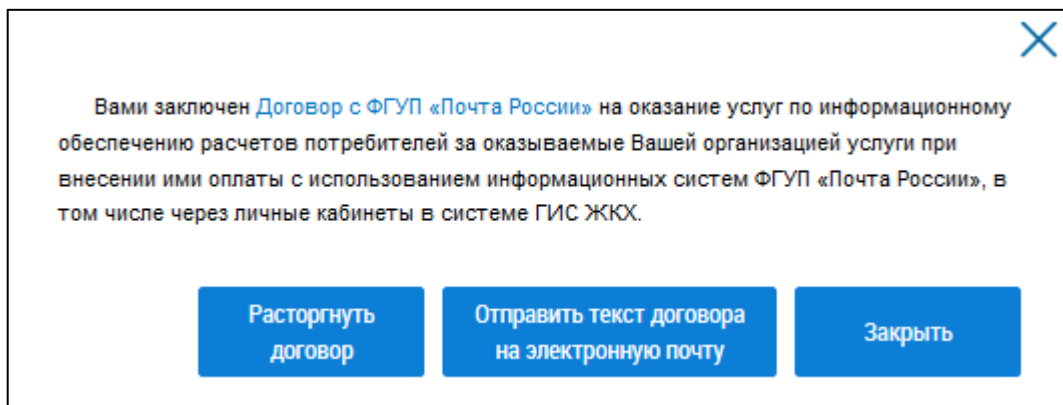 Вами заключен Договор с ФГУП «Почта России» на оказание услуг по информационному
обеспечению расчетов потребителей за оказываемые Вашей организацией услуги при
внесении ими оплаты с использованием информационных систем ФГУП «Почта России», в
том числе через личные кабинеты в системе ГИС ЖКХ.
Расторгнуть
договор
Отправить текст договора
на электронную почту
Закрыть